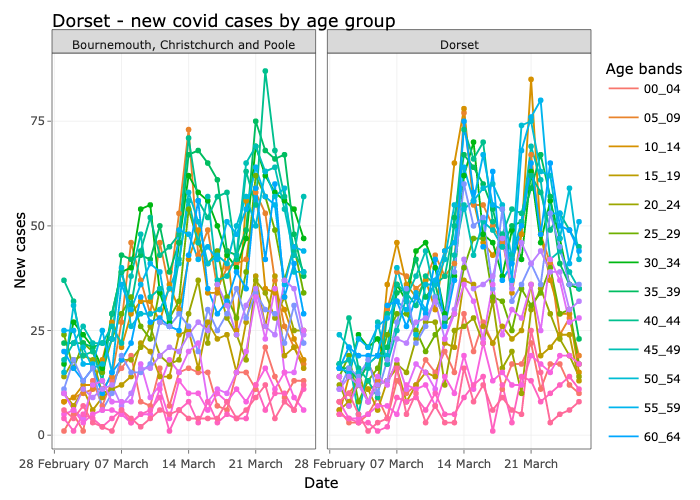 Dorset - new covid cases by age group
Bournemouth, Christchurch and Poole
Dorset
Age bands
00_04
05_09
10_14
15_19
20_24
25_29
30_34
35_39
40_44
45_49
50_54
55_59
60_64
New cases
75
50
25
0
28 February 07 March 14 March 21 March 28 February 07 March 14 March 21 March
Date